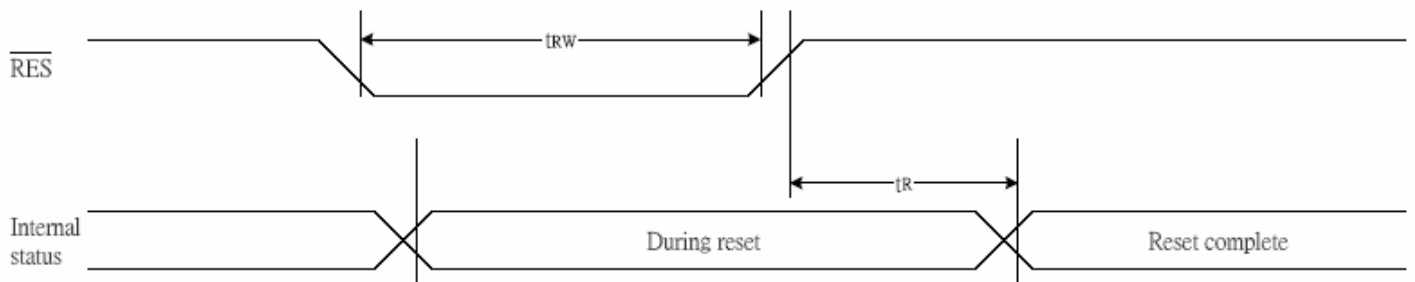 tRW
RES
tR
Internal
status
During reset
Reset complete